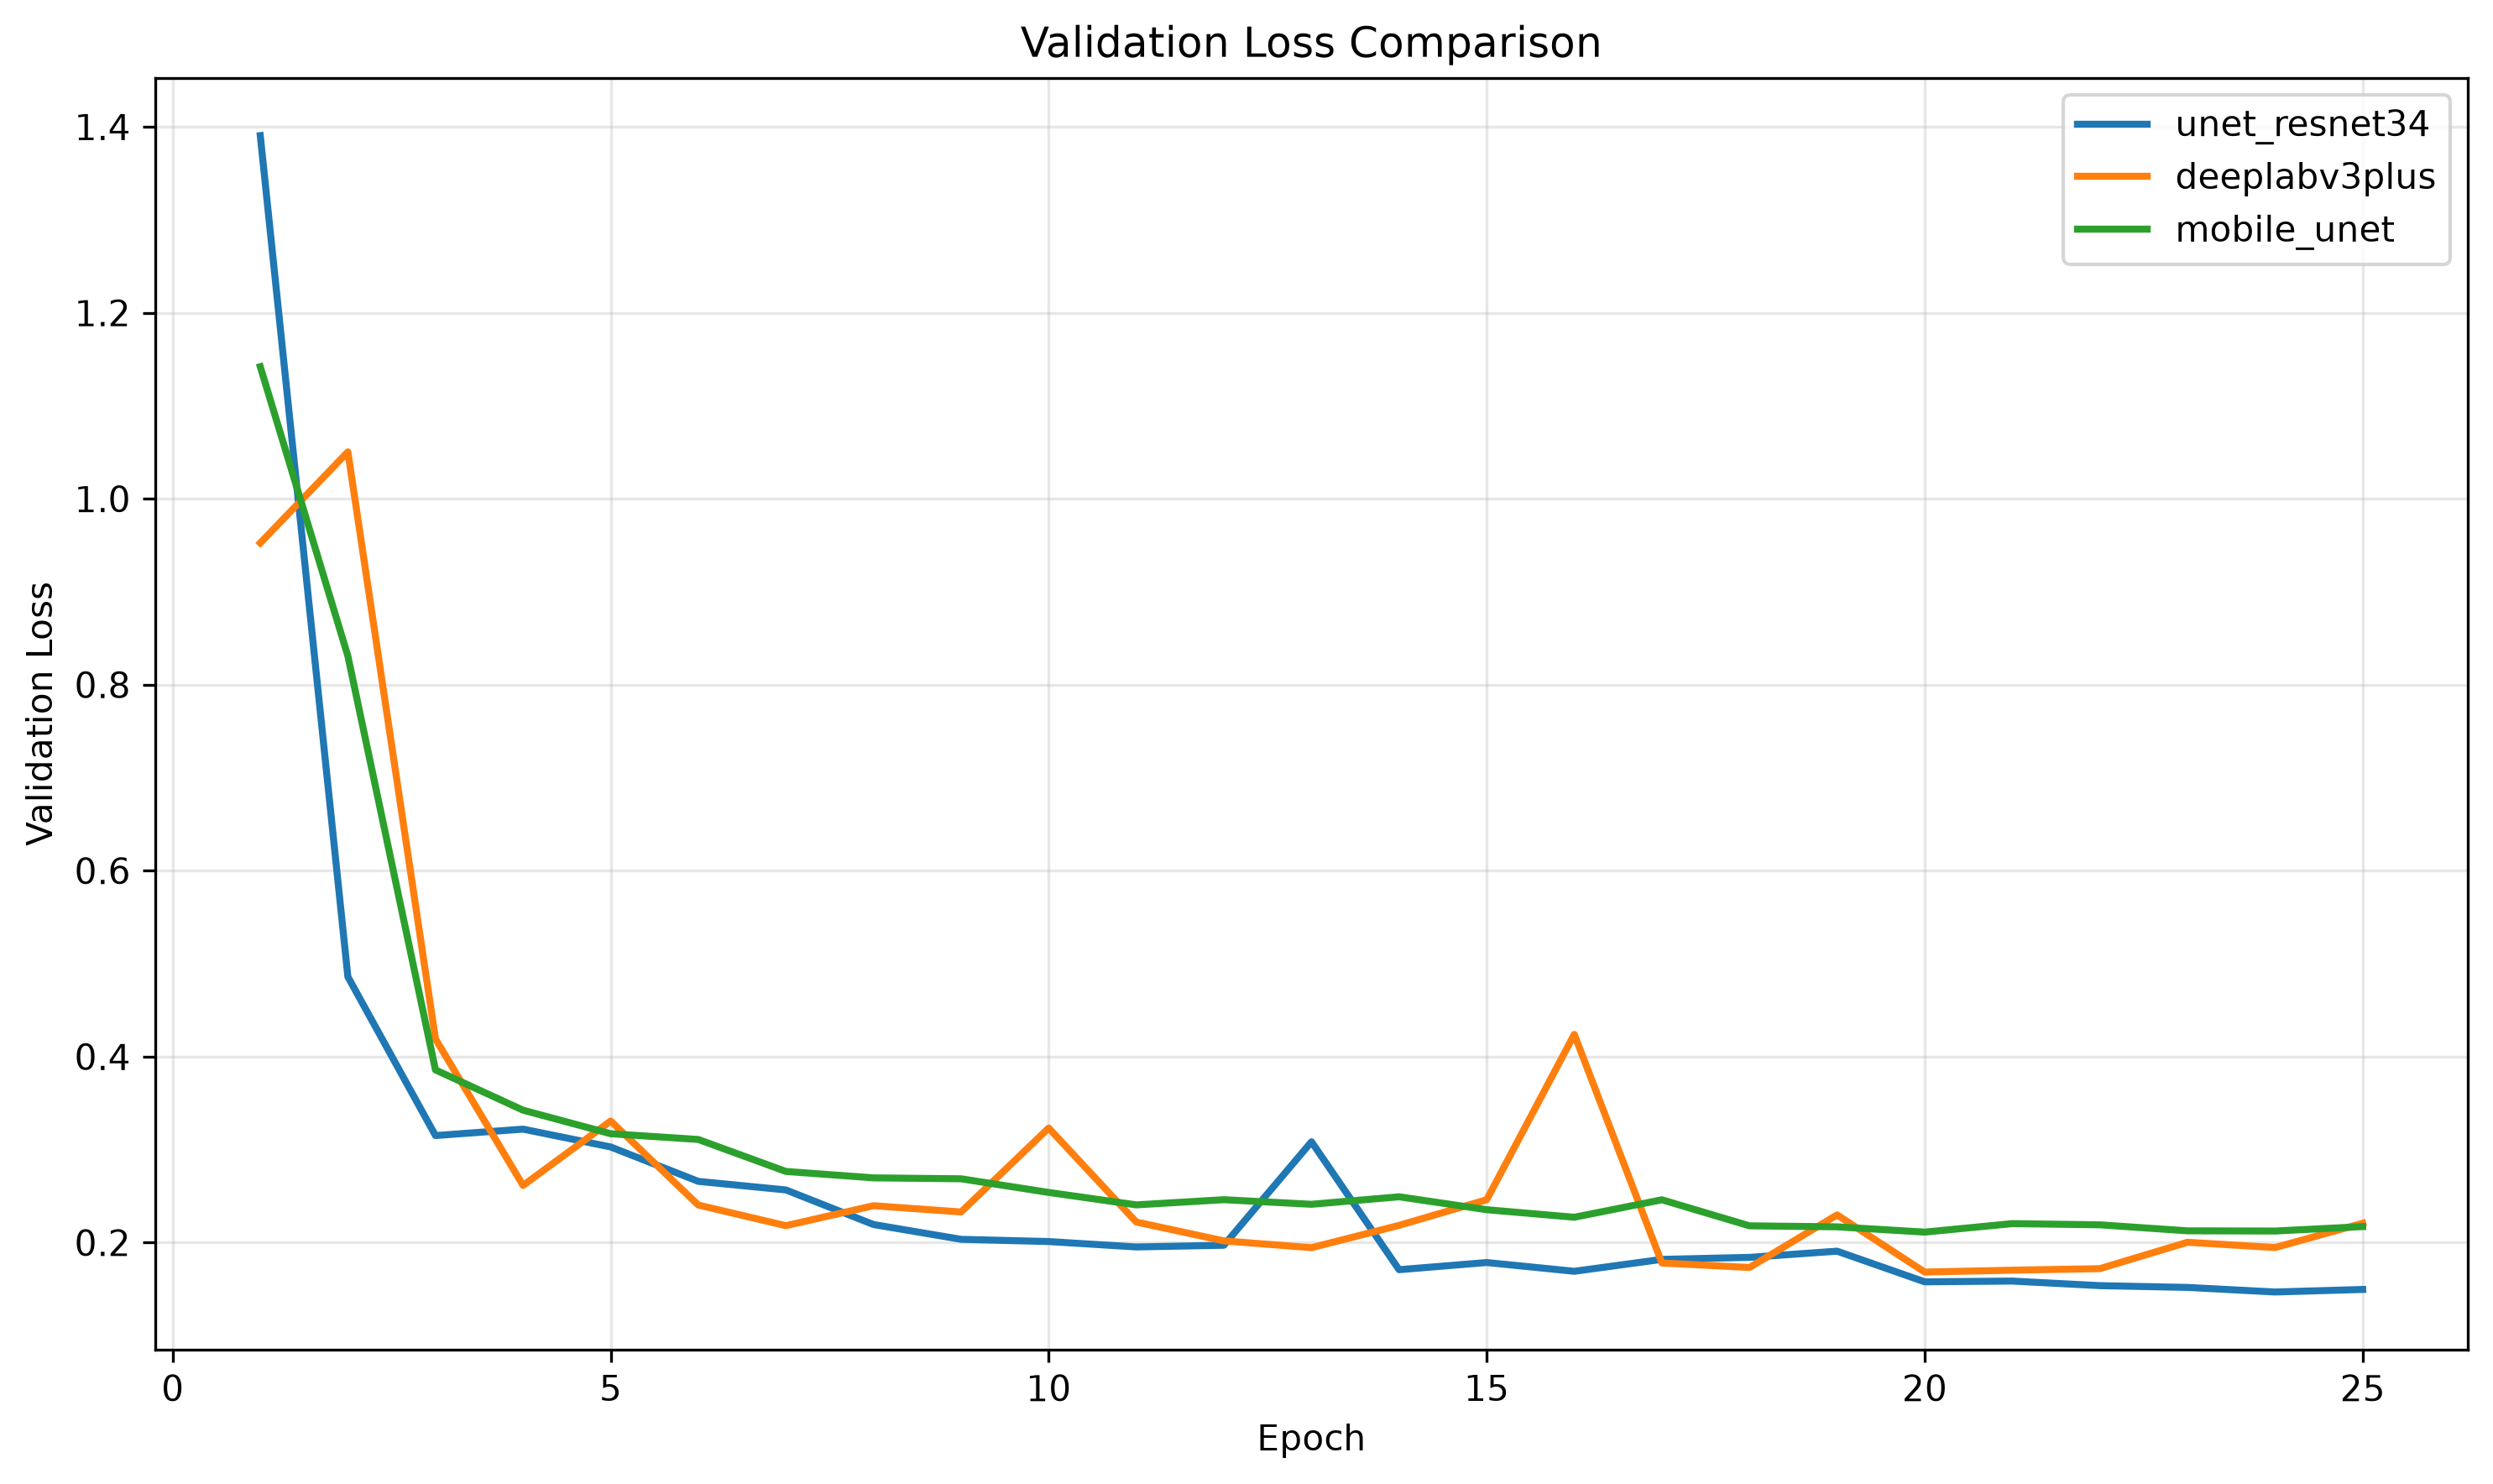 Validation Loss Comparison
unet_resnet34
deeplabv3plus
mobile_unet
Validation Loss
1.4
1.2
1.0
0.8
0.6
0.4
0.2
0 5 10 15 20 25
Epoch